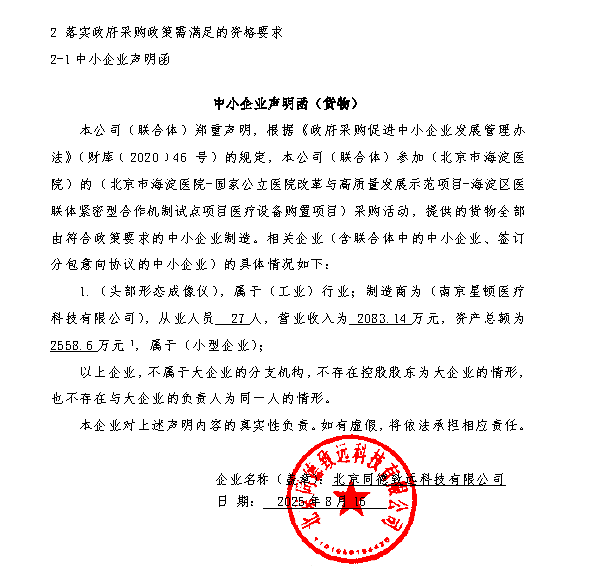 2 落实政府采购政策需满足的资格要求
2-1 中小企业声明函
中小企业声明函（货物）
本公司（联合体）郑重声明，根据《政府采购促进中小企业发展管理办
法》（财库﹝2020﹞46 号）的规定，本公司（联合体）参加（北京市海淀医
院）的（北京市海淀医院-国家公立医院改革与高质量发展示范项目-海淀区医
联体紧密型合作机制试点项目医疗设备购置项目）采购活动，提供的货物全部
由符合政策要求的中小企业制造。相关企业（含联合体中的中小企业、签订
分包意向协议的中小企业）的具体情况如下：
1. （头部形态成像仪），属于（工业）行业；制造商为（南京星顿医疗
科技有限公司），从业人员 27 人，营业收入为 2083.14 万元，资产总额为
2558.6 万元 1，属于（小型企业）；
以上企业，不属于大企业的分支机构，不存在控股股东为大企业的情形，
也不存在与大企业的负责人为同一人的情形。
本企业对上述声明内容的真实性负责。如有虚假，将依法承担相应责任。
企业名称（盖章）：北京同德致远科技有限公司
日 期： 2025 年 8 月 15
北京同德致远科技有限公司